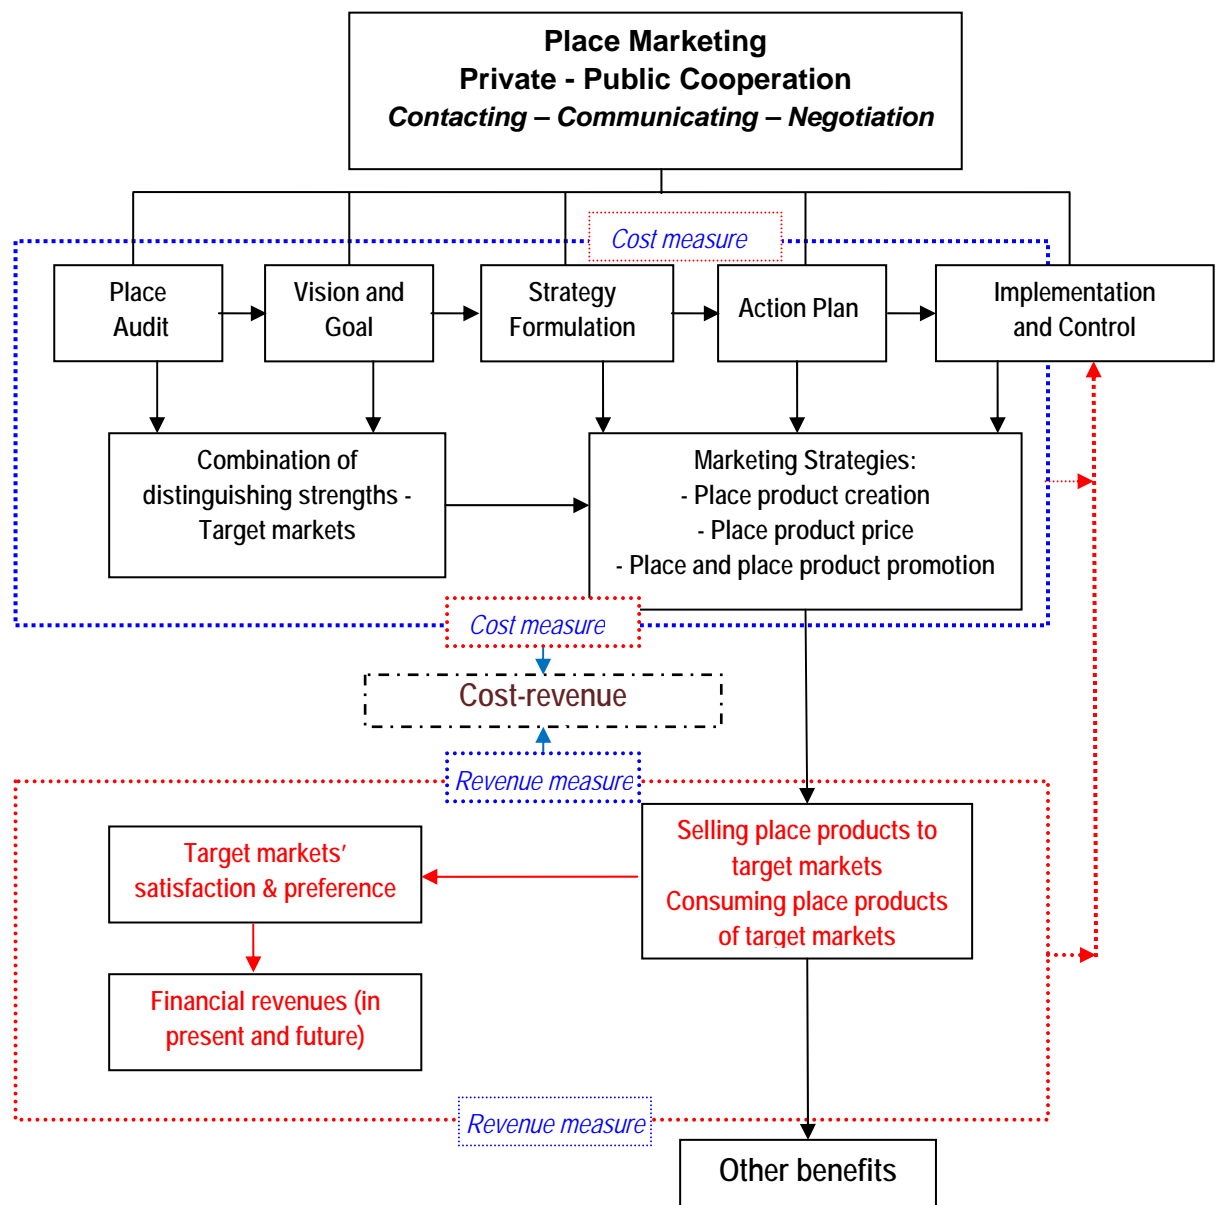 Place Marketing
Private - Public Cooperation
Contacting – Communicating – Negotiation
Cost measure
Place
Audit
Vision and
Goal
Strategy
Formulation
Action Plan
Implementation
and Control
Combination of
distinguishing strengths -
Target markets
Marketing Strategies:
- Place product creation
- Place product price
- Place and place product promotion
Cost measure
Cost-revenue
Revenue measure
Target markets’
satisfaction & preference
Selling place products to
target markets
Consuming place products
of target markets
Financial revenues (in
present and future)
Revenue measure
Other benefits